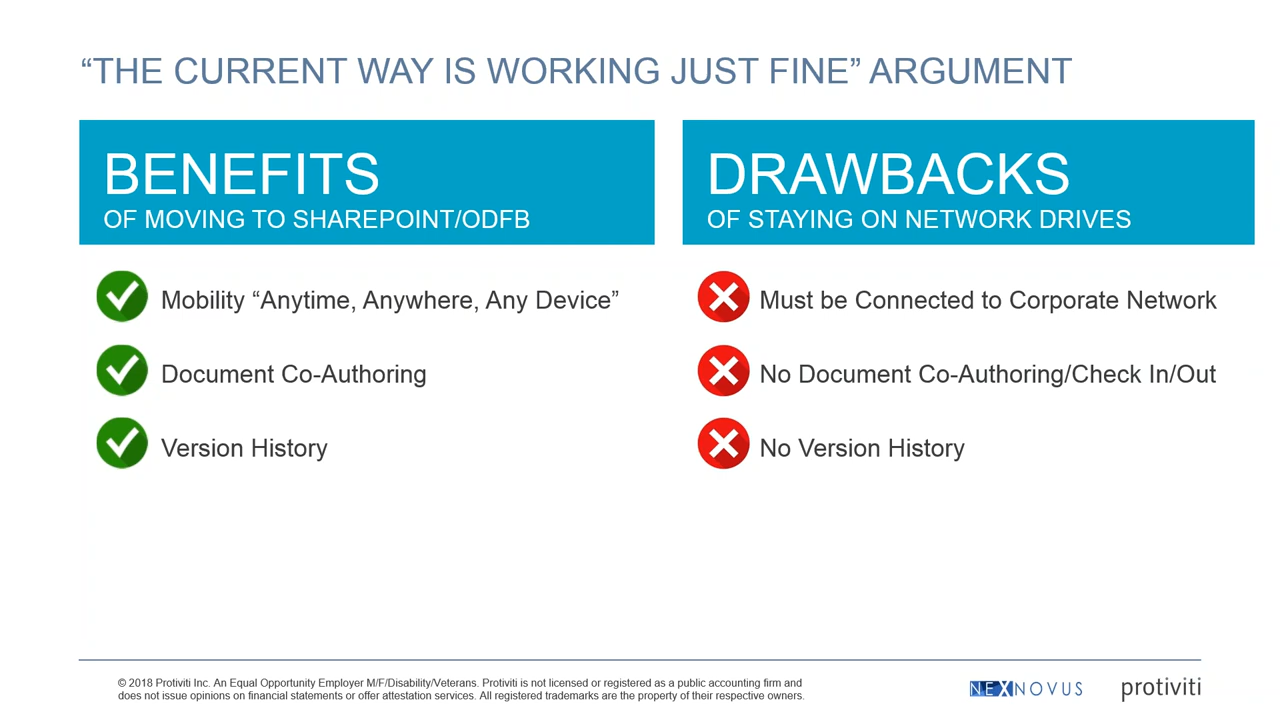 “THE CURRENT WAY IS WORKING JUST FINE” ARGUMENT
BENEFITS
OF MOVING TO SHAREPOINT/ODFB
Mobility “Anytime, Anywhere, Any Device”
Document Co-Authoring
Version History
DRAWBACKS
OF STAYING ON NETWORK DRIVES
Must be Connected to Corporate Network
No Document Co-Authoring/Check In/Out
No Version History
© 2018 Protiviti Inc. An Equal Opportunity Employer M/F/Disability/Veterans. Protiviti is not licensed or registered as a public accounting firm and
does not issue opinions on financial statements or offer attestation services. All registered trademarks are the property of their respective owners.
NEXNOVUS
protiviti